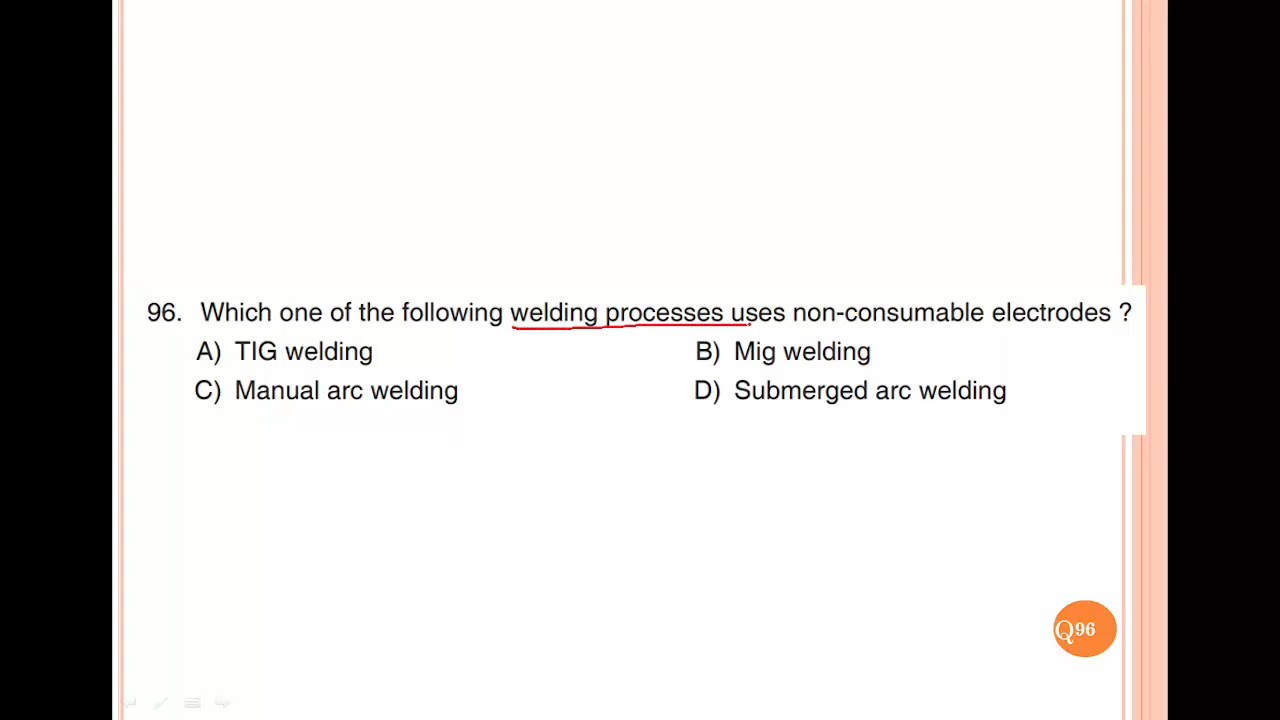 96. Which one of the following welding processes uses non-consumable electrodes ?
A) TIG welding B) Mig welding
C) Manual arc welding D) Submerged arc welding
Q96